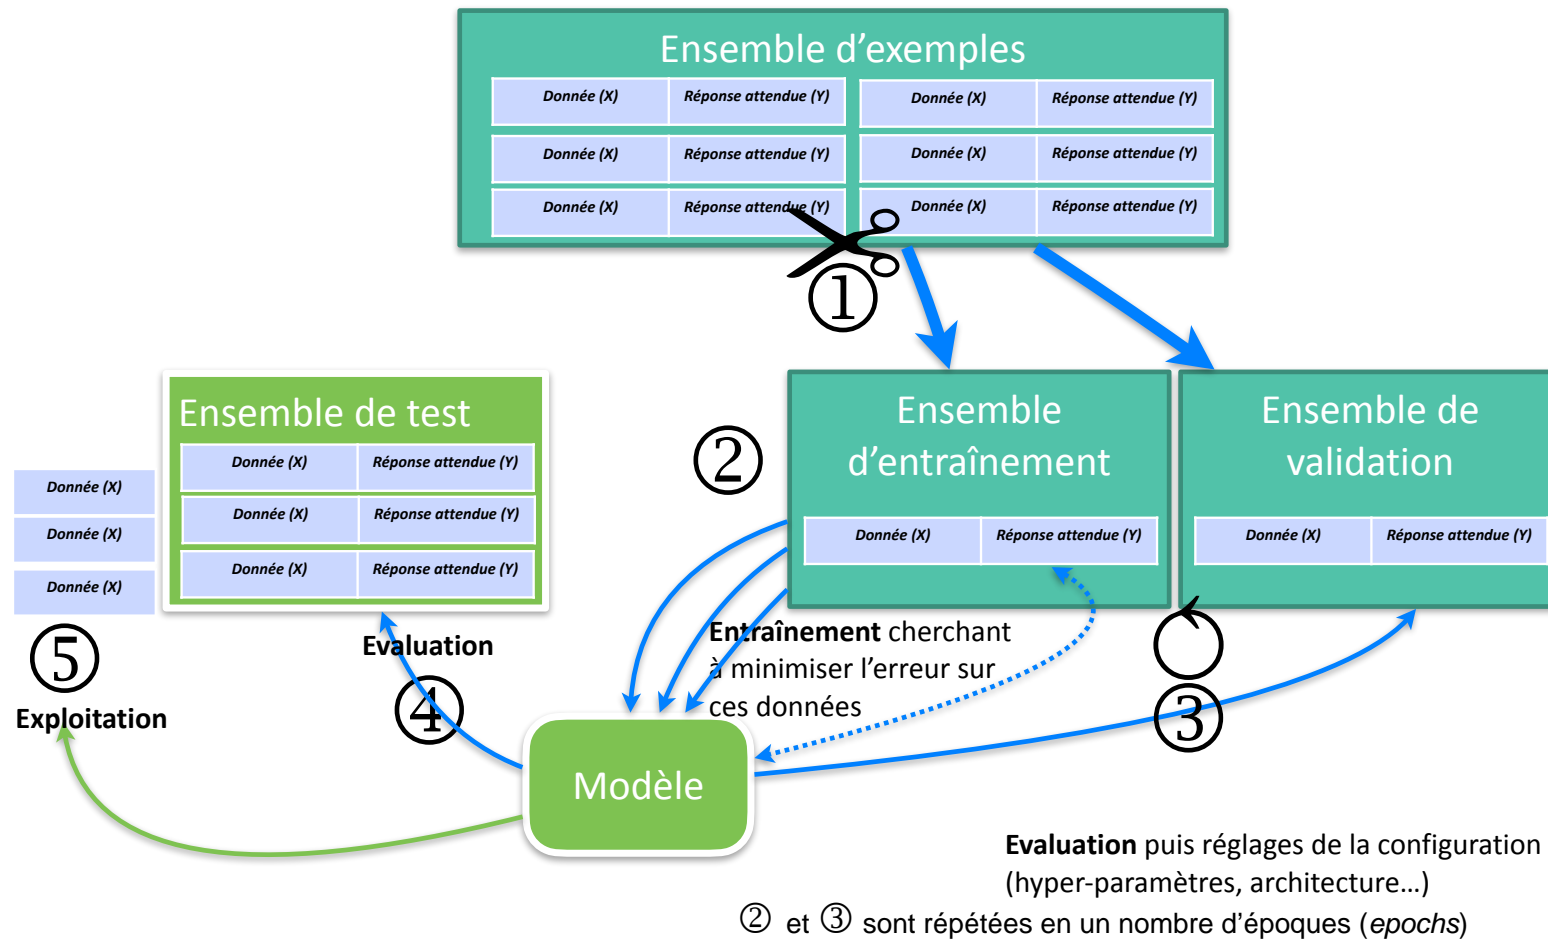 Ensemble d'exemples
Donnée (X) Réponse attendue (Y) Donnée (X) Réponse attendue (Y)
Donnée (X) Réponse attendue (Y) Donnée (X) Réponse attendue (Y)
Donnée (X) Réponse attendue (Y) Donnée (X) Réponse attendue (Y)
①
Ensemble de test
Donnée (X) Réponse attendue (Y)
Donnée (X) Réponse attendue (Y)
Donnée (X) Réponse attendue (Y)
Donnée (X)
Donnée (X)
Donnée (X)
②
Ensemble
d'entraînement
Donnée (X) Réponse attendue (Y)
Ensemble de
validation
Donnée (X) Réponse attendue (Y)
⑤
Exploitation
Evaluation
④
Entraînement cherchant
à minimiser l'erreur sur
ces données
③
Modèle
Evaluation puis réglages de la configuration
(hyper-paramètres, architecture…)
② et ③ sont répétées en un nombre d'époques (epochs)